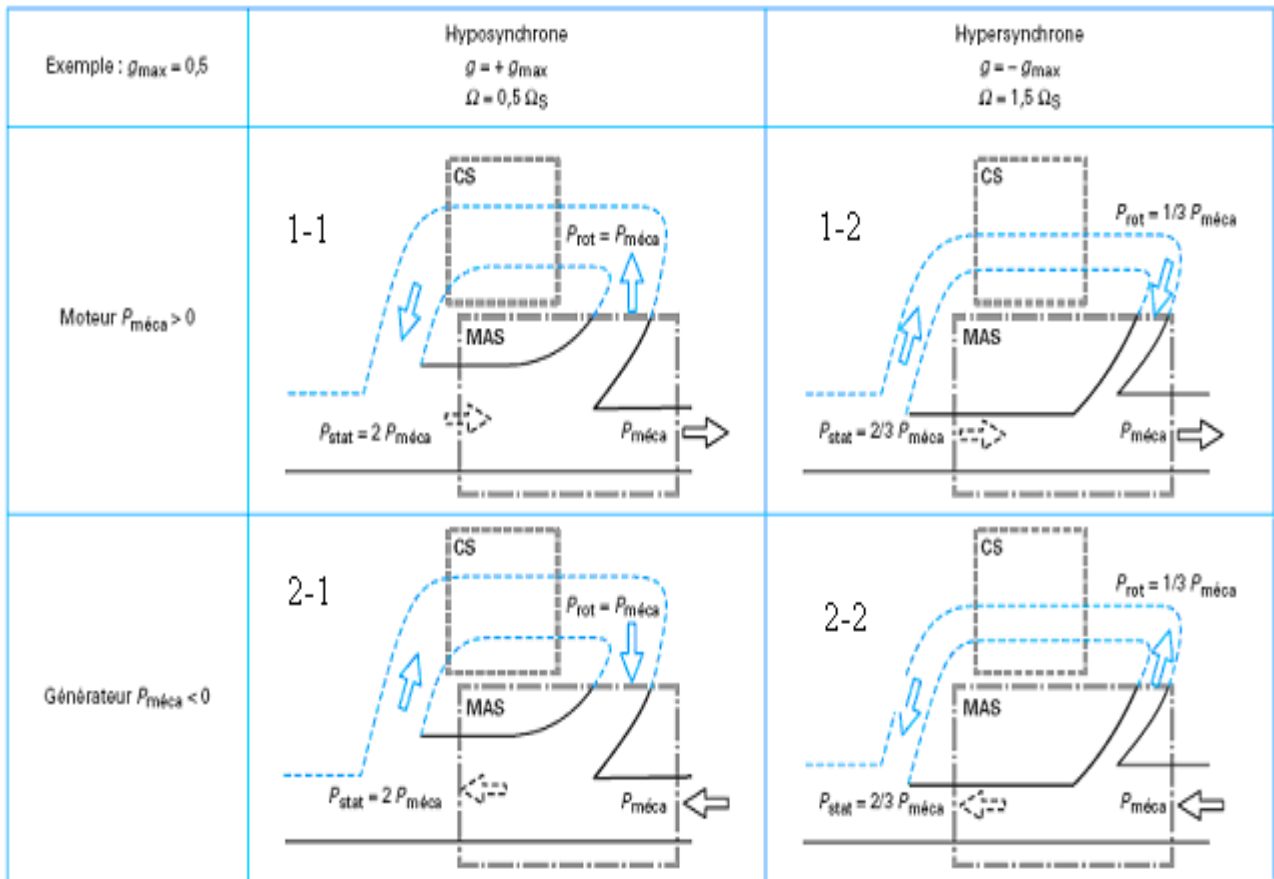 Exemple : gmax = 0,5
Hyposynchrone
g = + gmax
Ω = 0,5 ΩS
Hypersynchrone
g = – gmax
Ω = 1,5 ΩS
Moteur Pméca > 0
1-1
CS
Prot = Pméca
MAS
Pstat = 2 Pméca
Pméca
1-2
CS
Prot = 1/3 Pméca
MAS
Pstat = 2/3 Pméca
Pméca
Générateur Pméca < 0
2-1
CS
Prot = Pméca
MAS
Pstat = 2 Pméca
Pméca
2-2
CS
Prot = 1/3 Pméca
MAS
Pstat = 2/3 Pméca
Pméca